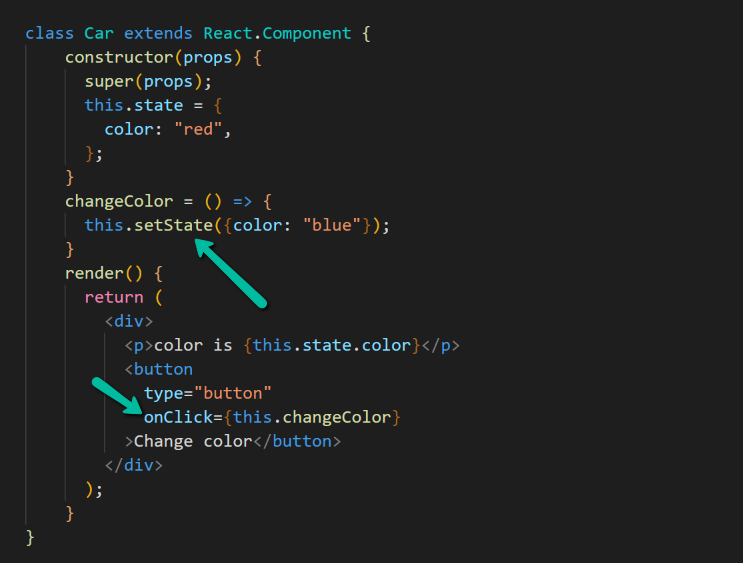 class Car extends React.Component {
constructor(props) {
super(props);
this.state = {
color: "red",
};
}
changeColor = () => {
this.setState({color: "blue"});
}
render() {
return (
<div>
<p>color is {this.state.color}</p>
<button
type="button"
onClick={this.changeColor}
>Change color</button>
</div>
);
}
}